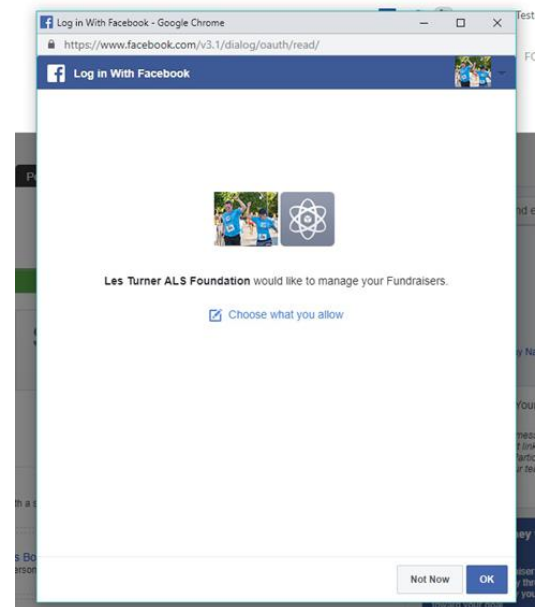 Log in With Facebook - Google Chrome
Test
https://www.facebook.com/v3.1/dialog/oauth/read/
Log in With Facebook
Les Turner ALS Foundation would like to manage your Fundraisers.
Choose what you allow
Not Now
OK